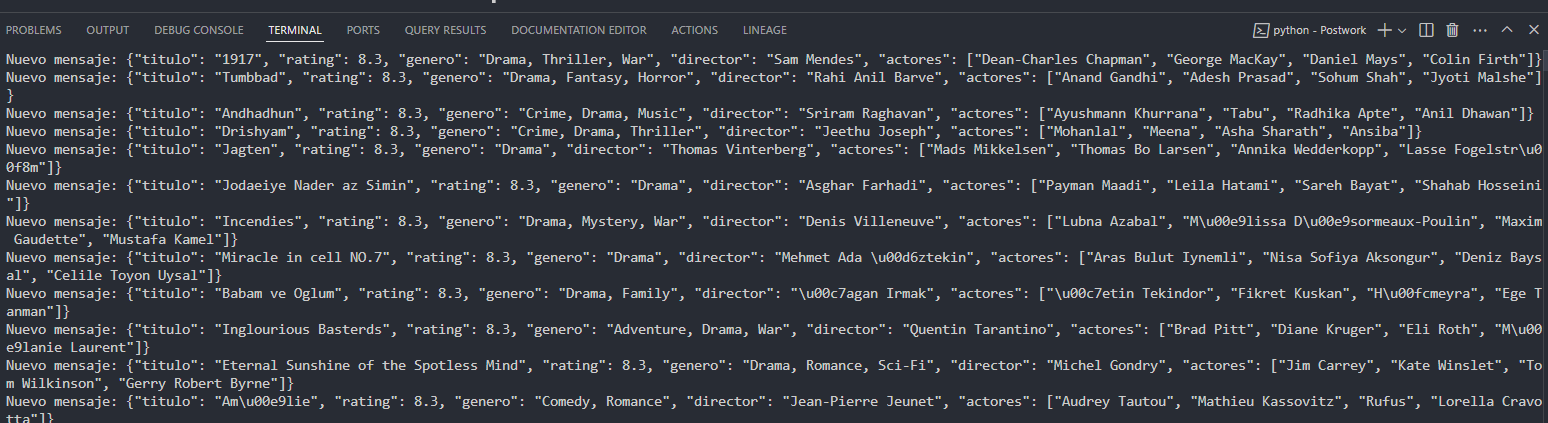 PROBLEMS OUTPUT DEBUG CONSOLE TERMINAL PORTS QUERY RESULTS DOCUMENTATION EDITOR ACTIONS LINEAGE python - Postwork
Nuevo mensaje: {"titulo": "1917", "rating": 8.3, "genero": "Drama, Thriller, War", "director": "Sam Mendes", "actores": ["Dean-Charles Chapman", "George MacKay", "Daniel Mays", "Colin Firth"]}
Nuevo mensaje: {"titulo": "Tumbbad", "rating": 8.3, "genero": "Drama, Fantasy, Horror", "director": "Rahi Anil Barve", "actores": ["Anand Gandhi", "Adesh Prasad", "Sohum Shah", "Jyoti Malshe"]
}
Nuevo mensaje: {"titulo": "Andhadhun", "rating": 8.3, "genero": "Crime, Drama, Music", "director": "Sriram Raghavan", "actores": ["Ayushmann Khurrana", "Tabu", "Radhika Apte", "Anil Dhawan"]}
Nuevo mensaje: {"titulo": "Drishyam", "rating": 8.3, "genero": "Crime, Drama, Thriller", "director": "Jeethu Joseph", "actores": ["Mohanlal", "Meena", "Asha Sharath", "Ansiba"]}
Nuevo mensaje: {"titulo": "Jagten", "rating": 8.3, "genero": "Drama", "director": "Thomas Vinterberg", "actores": ["Mads Mikkelsen", "Thomas Bo Larsen", "Annika Wedderkopp", "Lasse Fogelstr\u0
0f8m"]}
Nuevo mensaje: {"titulo": "Jodaeiye Nader az Simin", "rating": 8.3, "genero": "Drama", "director": "Asghar Farhadi", "actores": ["Payman Maadi", "Leila Hatami", "Sareh Bayat", "Shahab Hosseini
"]}
Nuevo mensaje: {"titulo": "Incendies", "rating": 8.3, "genero": "Drama, Mystery, War", "director": "Denis Villeneuve", "actores": ["Lubna Azabal", "M\u00e9lissa D\u00e9sormeaux-Poulin", "Maxim
 Gaudette", "Mustafa Kamel"]}
Nuevo mensaje: {"titulo": "Miracle in cell NO.7", "rating": 8.3, "genero": "Drama", "director": "Mehmet Ada \u00d6ztekin", "actores": ["Aras Bulut Iynemli", "Nisa Sofiya Aksongur", "Deniz Bays
al", "Celile Toyon Uysal"]}
Nuevo mensaje: {"titulo": "Babam ve Oglum", "rating": 8.3, "genero": "Drama, Family", "director": "\u00c7agan Irmak", "actores": ["\u00c7etin Tekindor", "Fikret Kuskan", "H\u00fcmeyra", "Ege T
anman"]}
Nuevo mensaje: {"titulo": "Inglourious Basterds", "rating": 8.3, "genero": "Adventure, Drama, War", "director": "Quentin Tarantino", "actores": ["Brad Pitt", "Diane Kruger", "Eli Roth", "M\u00
e9lanie Laurent"]}
Nuevo mensaje: {"titulo": "Eternal Sunshine of the Spotless Mind", "rating": 8.3, "genero": "Drama, Romance, Sci-Fi", "director": "Michel Gondry", "actores": ["Jim Carrey", "Kate Winslet", "To
m Wilkinson", "Gerry Robert Byrne"]}
Nuevo mensaje: {"titulo": "Am\u00e9lie", "rating": 8.3, "genero": "Comedy, Romance", "director": "Jean-Pierre Jeunet", "actores": ["Audrey Tautou", "Mathieu Kassovitz", "Rufus", "Lorella Cravo
tta"]}